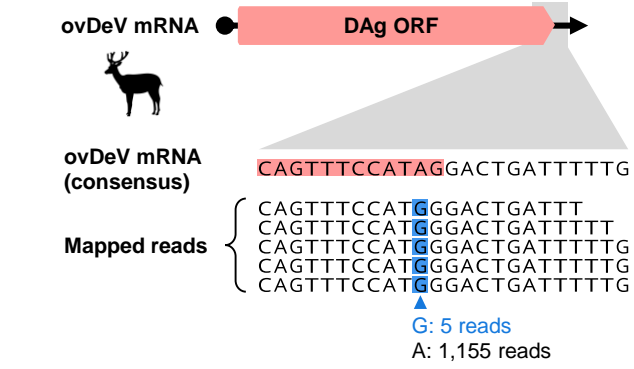 ovDeV mRNA
DAg ORF
ovDeV mRNA
(consensus)
CAGTTTCCATAGGACTGATTTTTG
Mapped reads
CAGTTTCCATGGGACTGATTT
CAGTTTCCATGGGACTGATTTTT
CAGTTTCCATGGGACTGATTTTTG
CAGTTTCCATGGGACTGATTTTTG
CAGTTTCCATGGGACTGATTTTTG
G: 5 reads
A: 1,155 reads